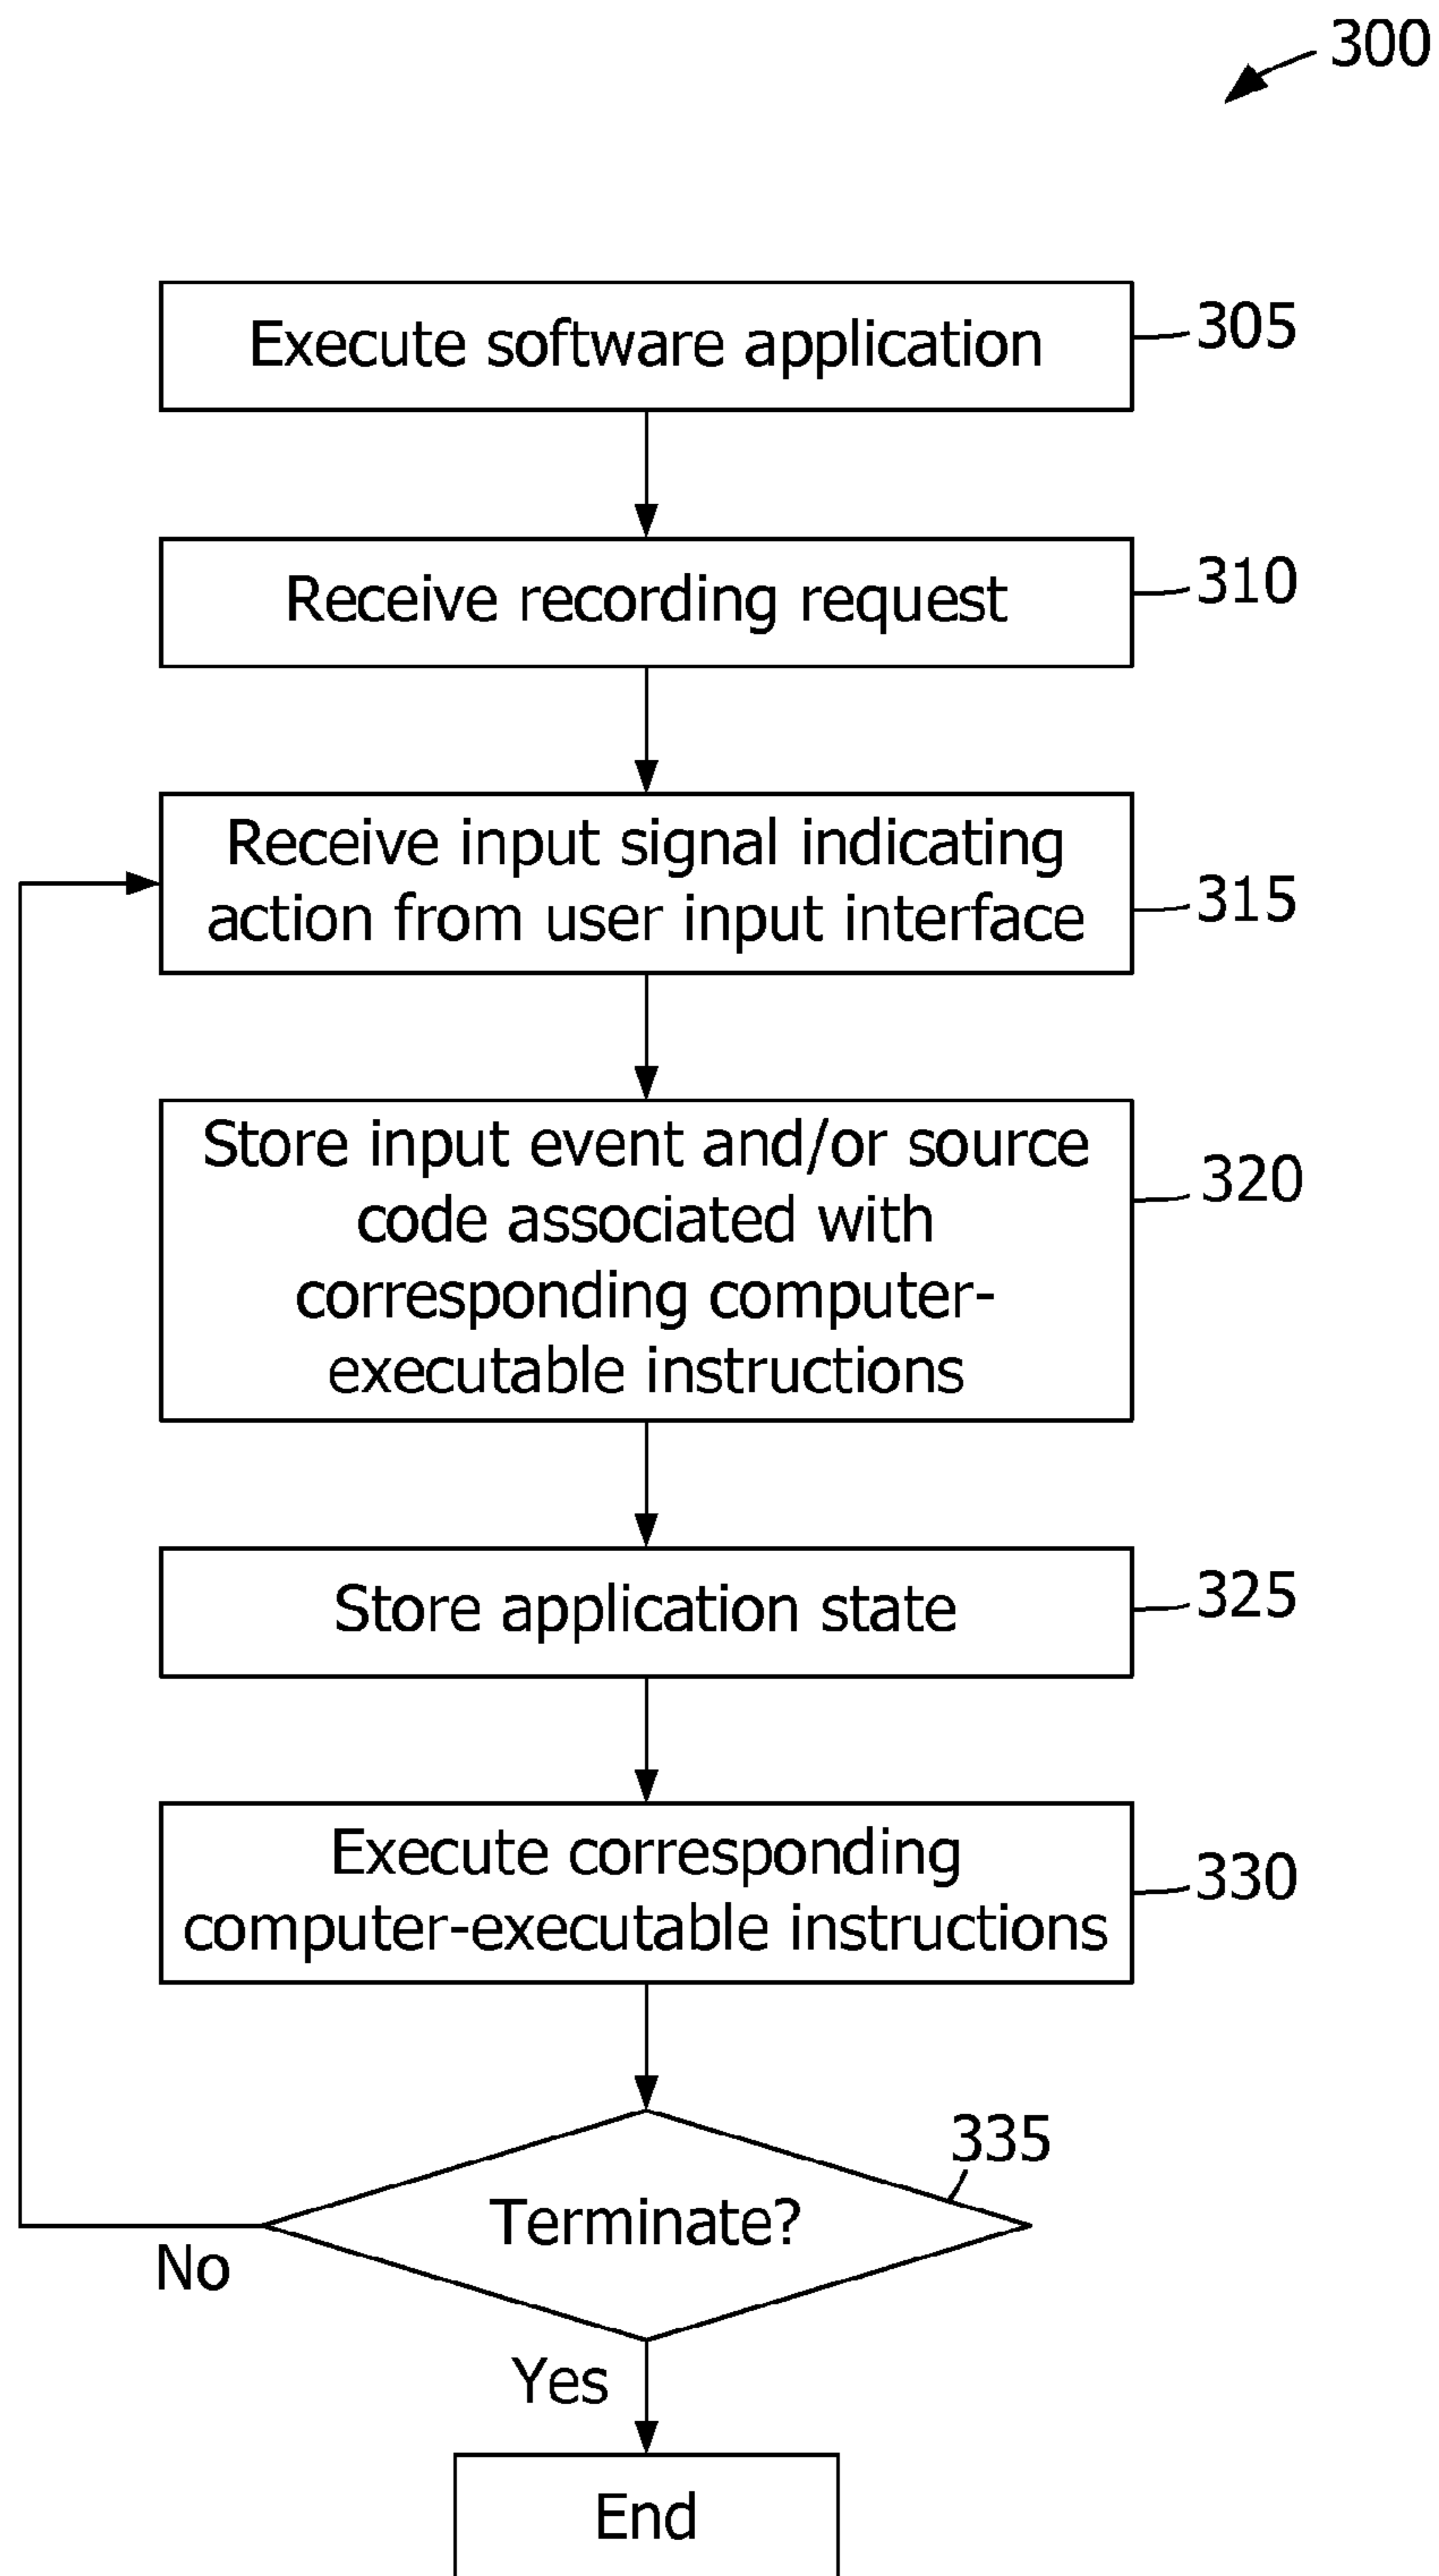 300
Execute software application
305
Receive recording request
310
Receive input signal indicating
action from user input interface
315
Store input event and/or source
code associated with
corresponding computer-
executable instructions
320
Store application state
325
Execute corresponding
computer-executable instructions
330
335
Terminate?
No
Yes
End